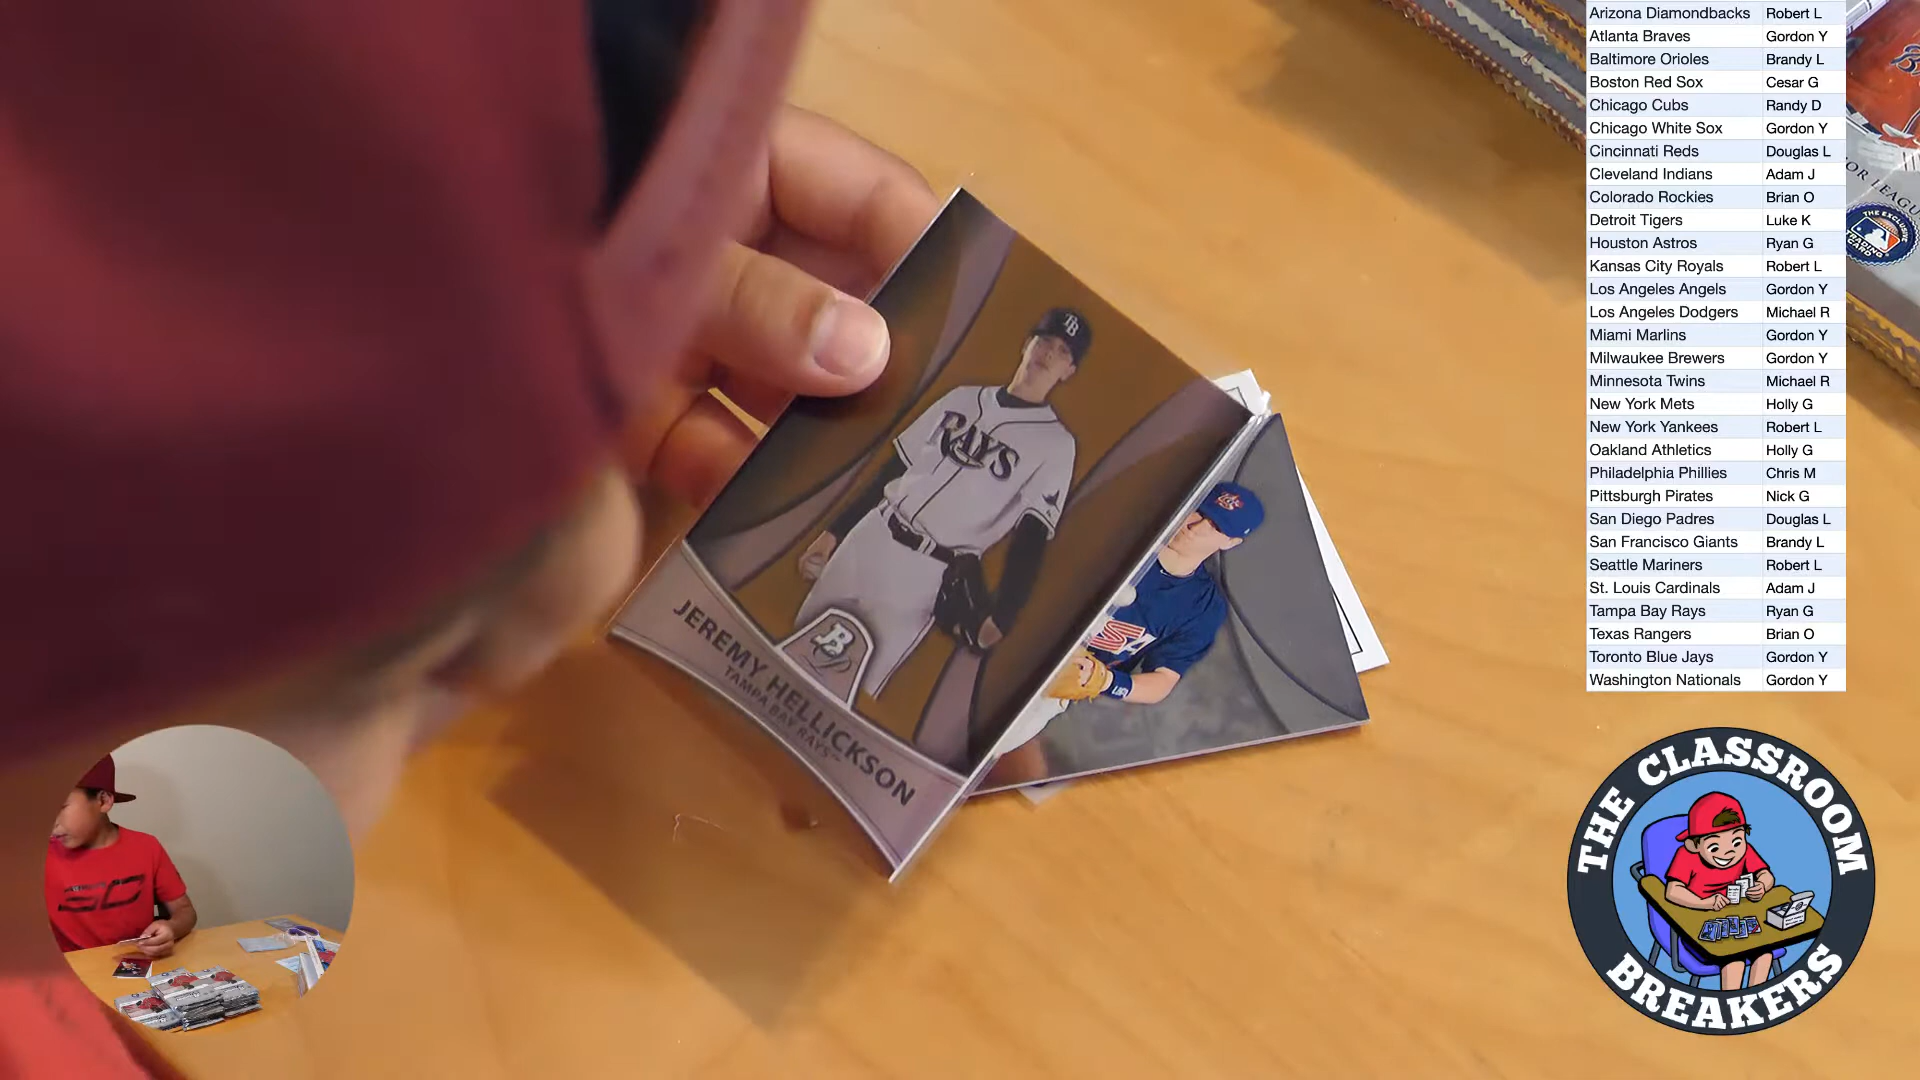 Arizona Diamondbacks Robert L
Atlanta Braves Gordon Y
Baltimore Orioles Brandy L
Boston Red Sox Cesar G
Chicago Cubs Randy D
Chicago White Sox Gordon Y
Cincinnati Reds Douglas L
Cleveland Indians Adam J
Colorado Rockies Brian O
Detroit Tigers Luke K
Houston Astros Ryan G
Kansas City Royals Robert L
Los Angeles Angels Gordon Y
Los Angeles Dodgers Michael R
Miami Marlins Gordon Y
Milwaukee Brewers Gordon Y
Minnesota Twins Michael R
New York Mets Holly G
New York Yankees Robert L
Oakland Athletics Holly G
Philadelphia Phillies Chris M
Pittsburgh Pirates Nick G
San Diego Padres Douglas L
San Francisco Giants Brandy L
Seattle Mariners Robert L
St. Louis Cardinals Adam J
Tampa Bay Rays Ryan G
Texas Rangers Brian O
Toronto Blue Jays Gordon Y
Washington Nationals Gordon Y
THE EXCLUSIVE
TB
RAYS
B
JEREMY HELLICKSON
TAMPA BAY RAYS™
THE CLASSROOM
BREAKERS